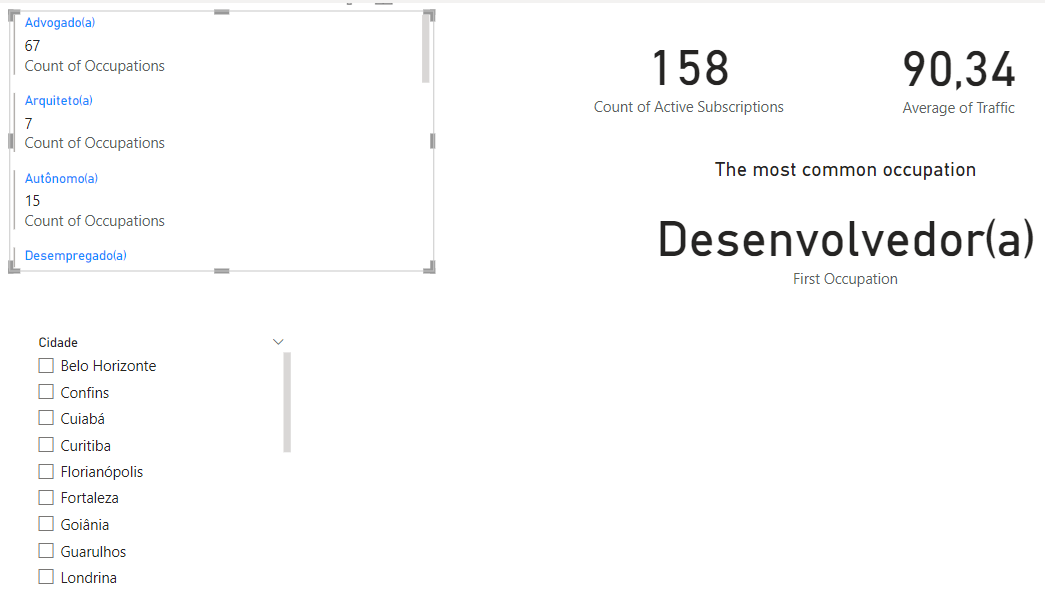 Advogado(a)
67
Count of Occupations
Arquiteto(a)
7
Count of Occupations
Autônomo(a)
15
Count of Occupations
Desempregado(a)
158
Count of Active Subscriptions
90,34
Average of Traffic
The most common occupation
Desenvolvedor(a)
First Occupation
Cidade
Belo Horizonte
Confins
Cuiabá
Curitiba
Florianópolis
Fortaleza
Goiânia
Guarulhos
Londrina